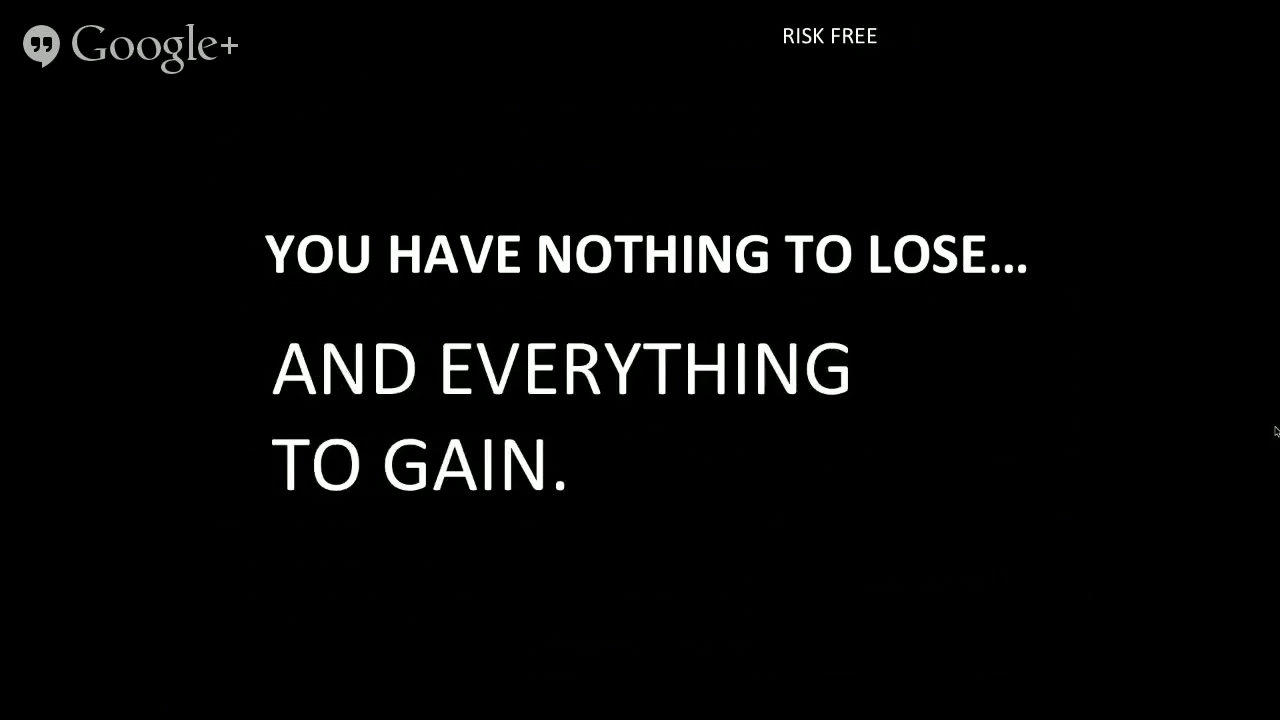 Google+
RISK FREE
YOU HAVE NOTHING TO LOSE...
AND EVERYTHING
TO GAIN.